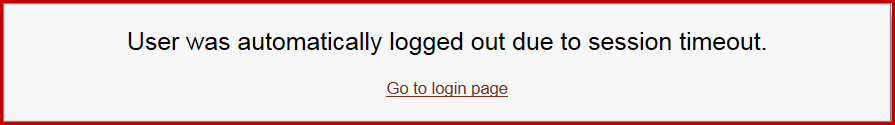 User was automatically logged out due to session timeout.
Go to login page